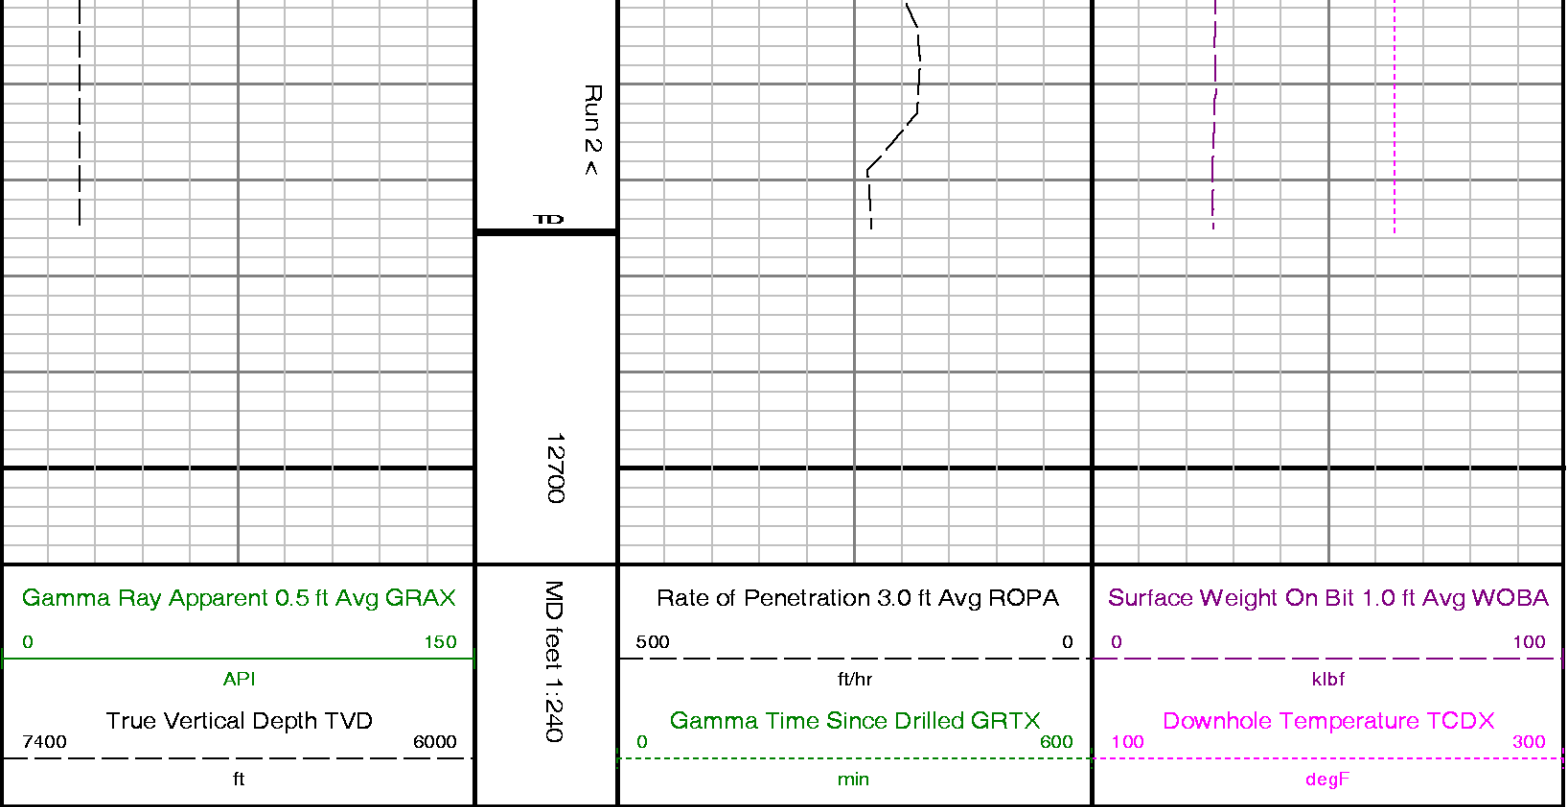 Run 2 <
TD
12700
Gamma Ray Apparent 0.5 ft Avg GRAX
0 150
API
True Vertical Depth TVD
7400 6000
ft
MD feet 1:240
Rate of Penetration 3.0 ft Avg ROPA
500 0
ft/hr
Gamma Time Since Drilled GRTX
0 600
min
Surface Weight On Bit 1.0 ft Avg WOBA
0 100
klbf
Downhole Temperature TCDX
100 300
degF